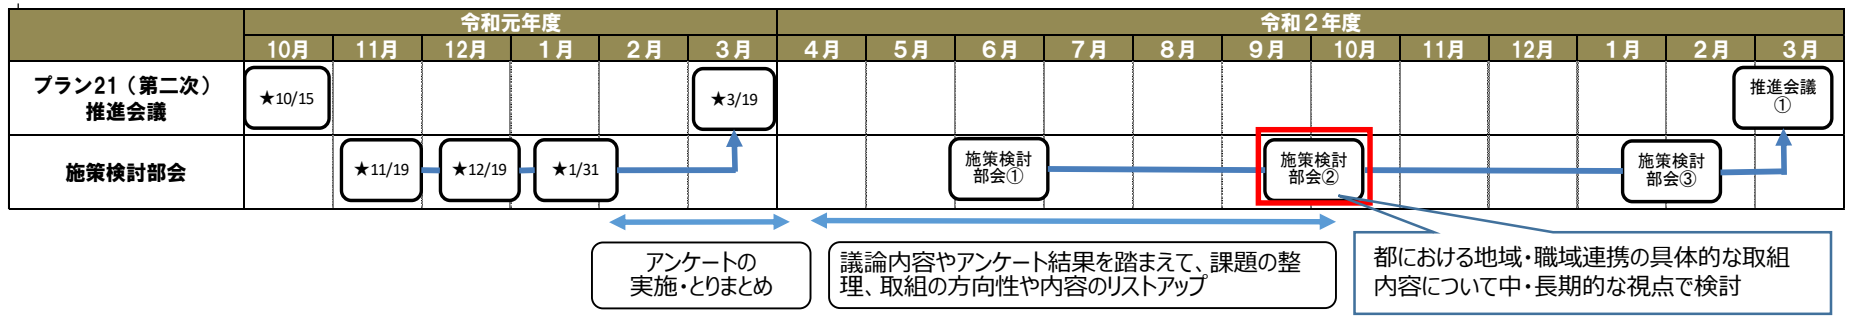 令和元年度
令和２年度
10月 11月 12月 １月 ２月 ３月 ４月 ５月 ６月 ７月 ８月 ９月 10月 11月 12月 １月 ２月 ３月
プラン21（第二次）
推進会議
★10/15
★3/19
推進会議
①
施策検討部会
★11/19
★12/19
★1/31
施策検討
部会①
施策検討
部会②
施策検討
部会③
アンケートの
実施・とりまとめ
議論内容やアンケート結果を踏まえて、課題の整
理、取組の方向性や内容のリストアップ
都における地域・職域連携の具体的な取組
内容について中・長期的な視点で検討